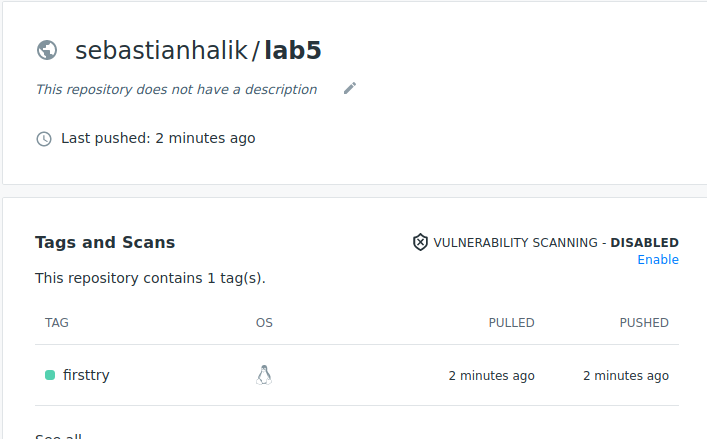 sebastianhalik/lab5
This repository does not have a description
Last pushed: 2 minutes ago
Tags and Scans
VULNERABILITY SCANNING - DISABLED
Enable
This repository contains 1 tag(s).
TAG OS PULLED PUSHED
firsttry 2 minutes ago 2 minutes ago
See all